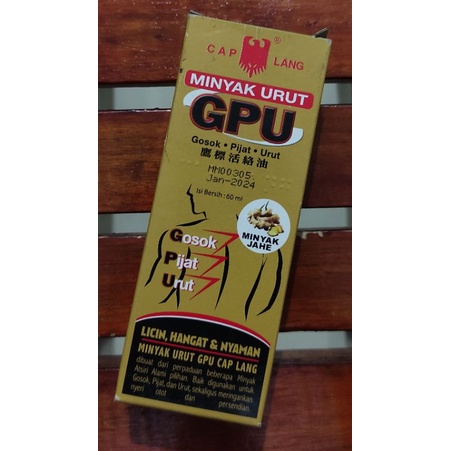 CAP LANG ®
MINYAK URUT
GPU
Gosok • Pijat • Urut
鷹標活絡油
MM00305
Jan-2024
Isi Bersih : 60 ml
MINYAK
JAHE
Gosok
Pijat
Urut
LICIN, HANGAT & NYAMAN
MINYAK URUT GPU CAP LANG
dibuat dari perpaduan beberapa Minyak
Atsiri Alami pilihan. Baik digunakan untuk
Gosok, Pijat, dan Urut, sekaligus meringankan
nyeri otot dan persendian.